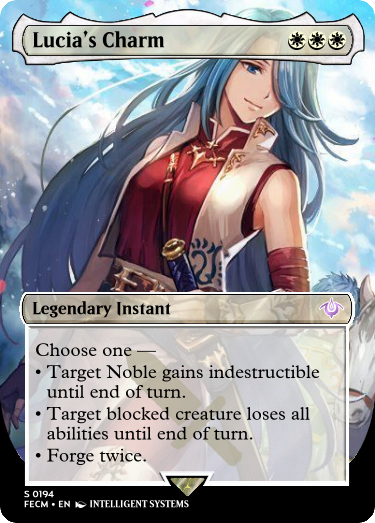 Lucia's Charm
Legendary Instant
Choose one —
• Target Noble gains indestructible
until end of turn.
• Target blocked creature loses all
abilities until end of turn.
• Forge twice.
S 0194
FECM • EN INTELLIGENT SYSTEMS